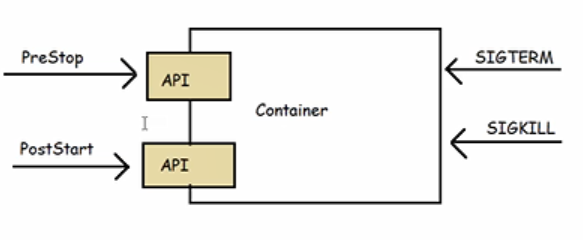 PreStop
API
SIGTERM
Container
SIGKILL
PostStart
API